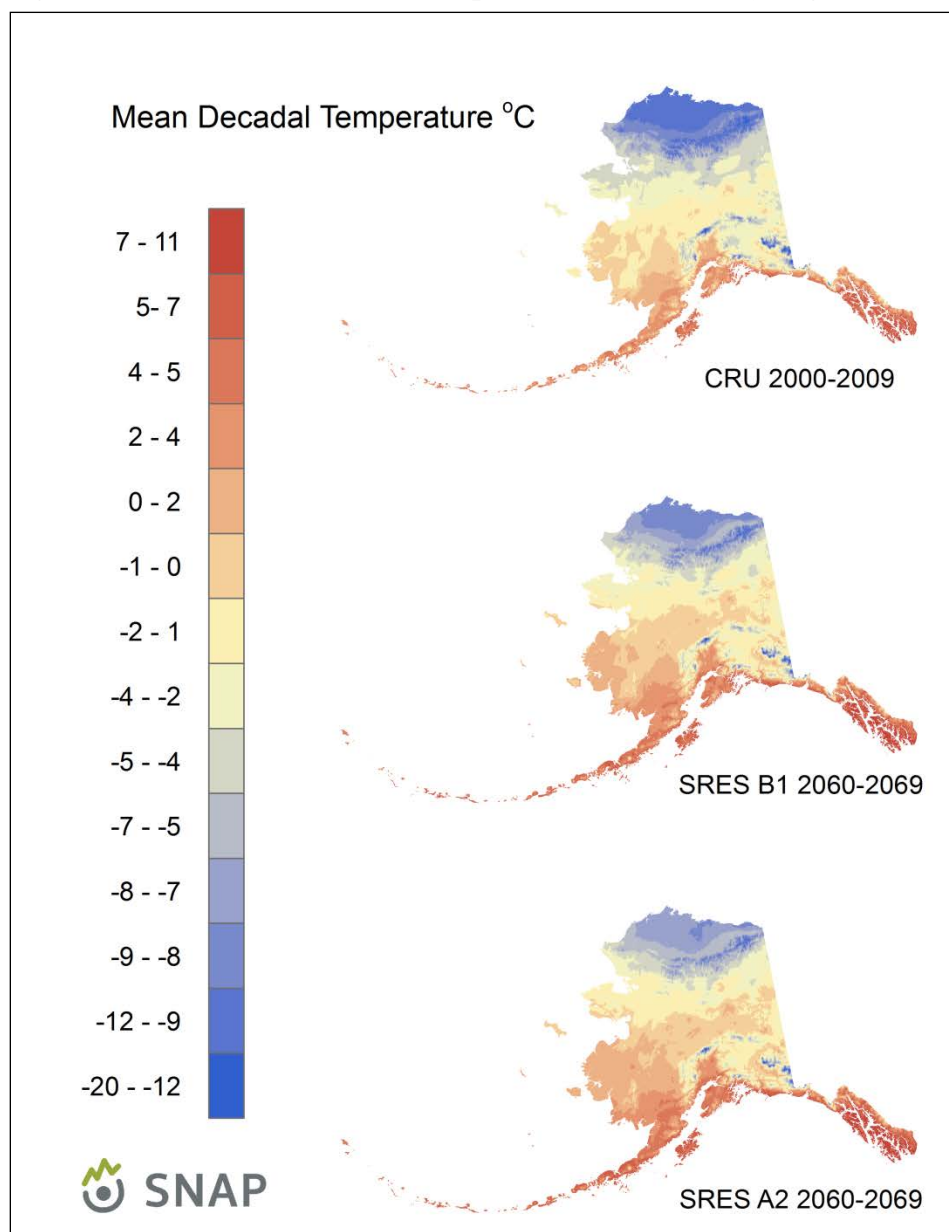 Mean Decadal Temperature °C
7 - 11
5- 7
4 - 5
2 - 4
0 - 2
-1 - 0
-2 - 1
-4 - -2
-5 - -4
-7 - -5
-8 - -7
-9 - -8
-12 - -9
-20 - -12
CRU 2000-2009
SRES B1 2060-2069
SRES A2 2060-2069
SNAP